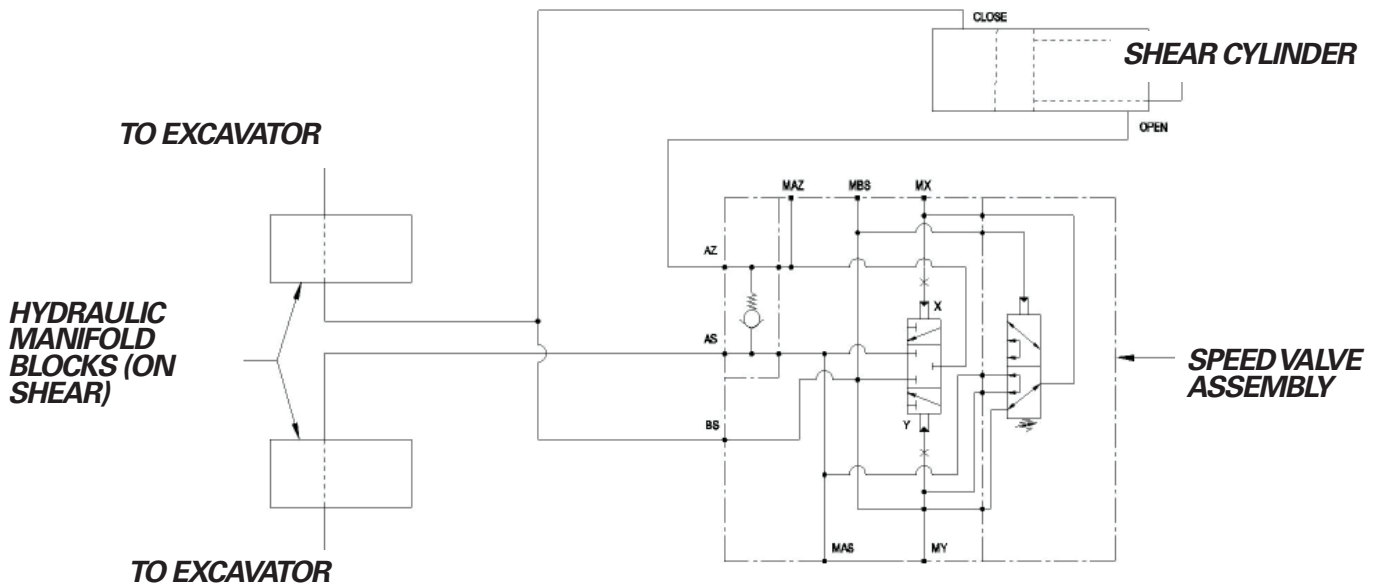 CLOSE
SHEAR CYLINDER
OPEN
TO EXCAVATOR
MAZ
MBS
MX
AZ
X
HYDRAULIC
MANIFOLD
BLOCKS (ON
SHEAR)
AS
SPEED VALVE
ASSEMBLY
BS
Y
MAS
MY
TO EXCAVATOR